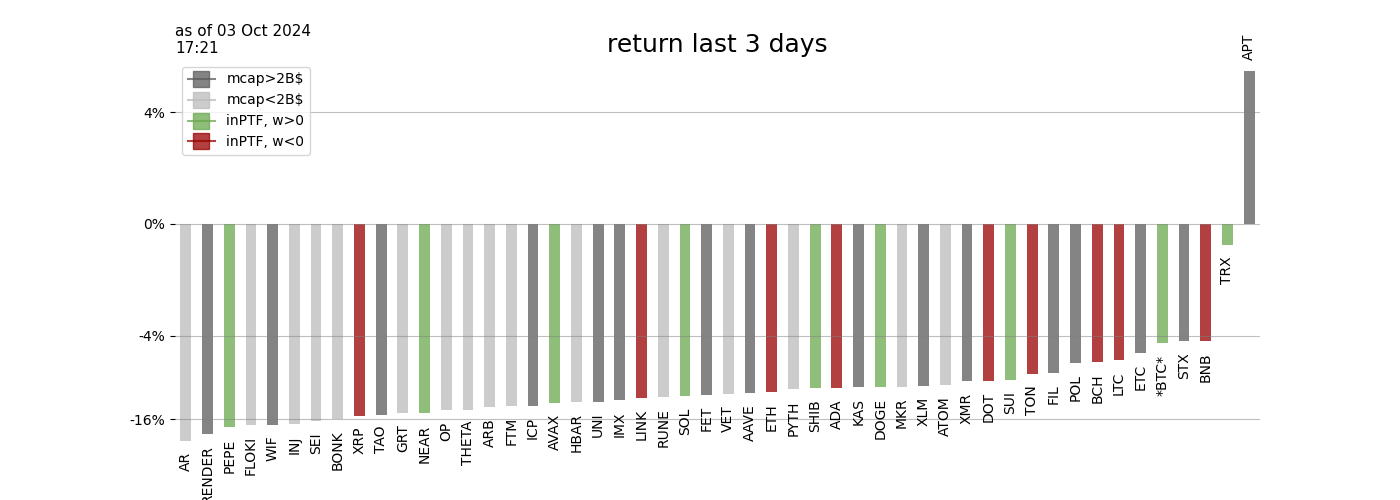 as of 03 Oct 2024
17:21
return last 3 days
mcap>2B$
mcap<2B$
inPTF, w>0
inPTF, w<0
4%
0%
-4%
-16%
AR
RENDER
PEPE
FLOKI
WIF
INJ
SEI
BONK
XRP
TAO
GRT
NEAR
OP
THETA
ARB
FTM
ICP
AVAX
HBAR
UNI
IMX
LINK
RUNE
SOL
FET
VET
AAVE
ETH
PYTH
SHIB
ADA
KAS
DOGE
MKR
XLM
ATOM
XMR
DOT
SUI
TON
FIL
POL
BCH
LTC
ETC
*BTC*
STX
BNB
TRX
APT